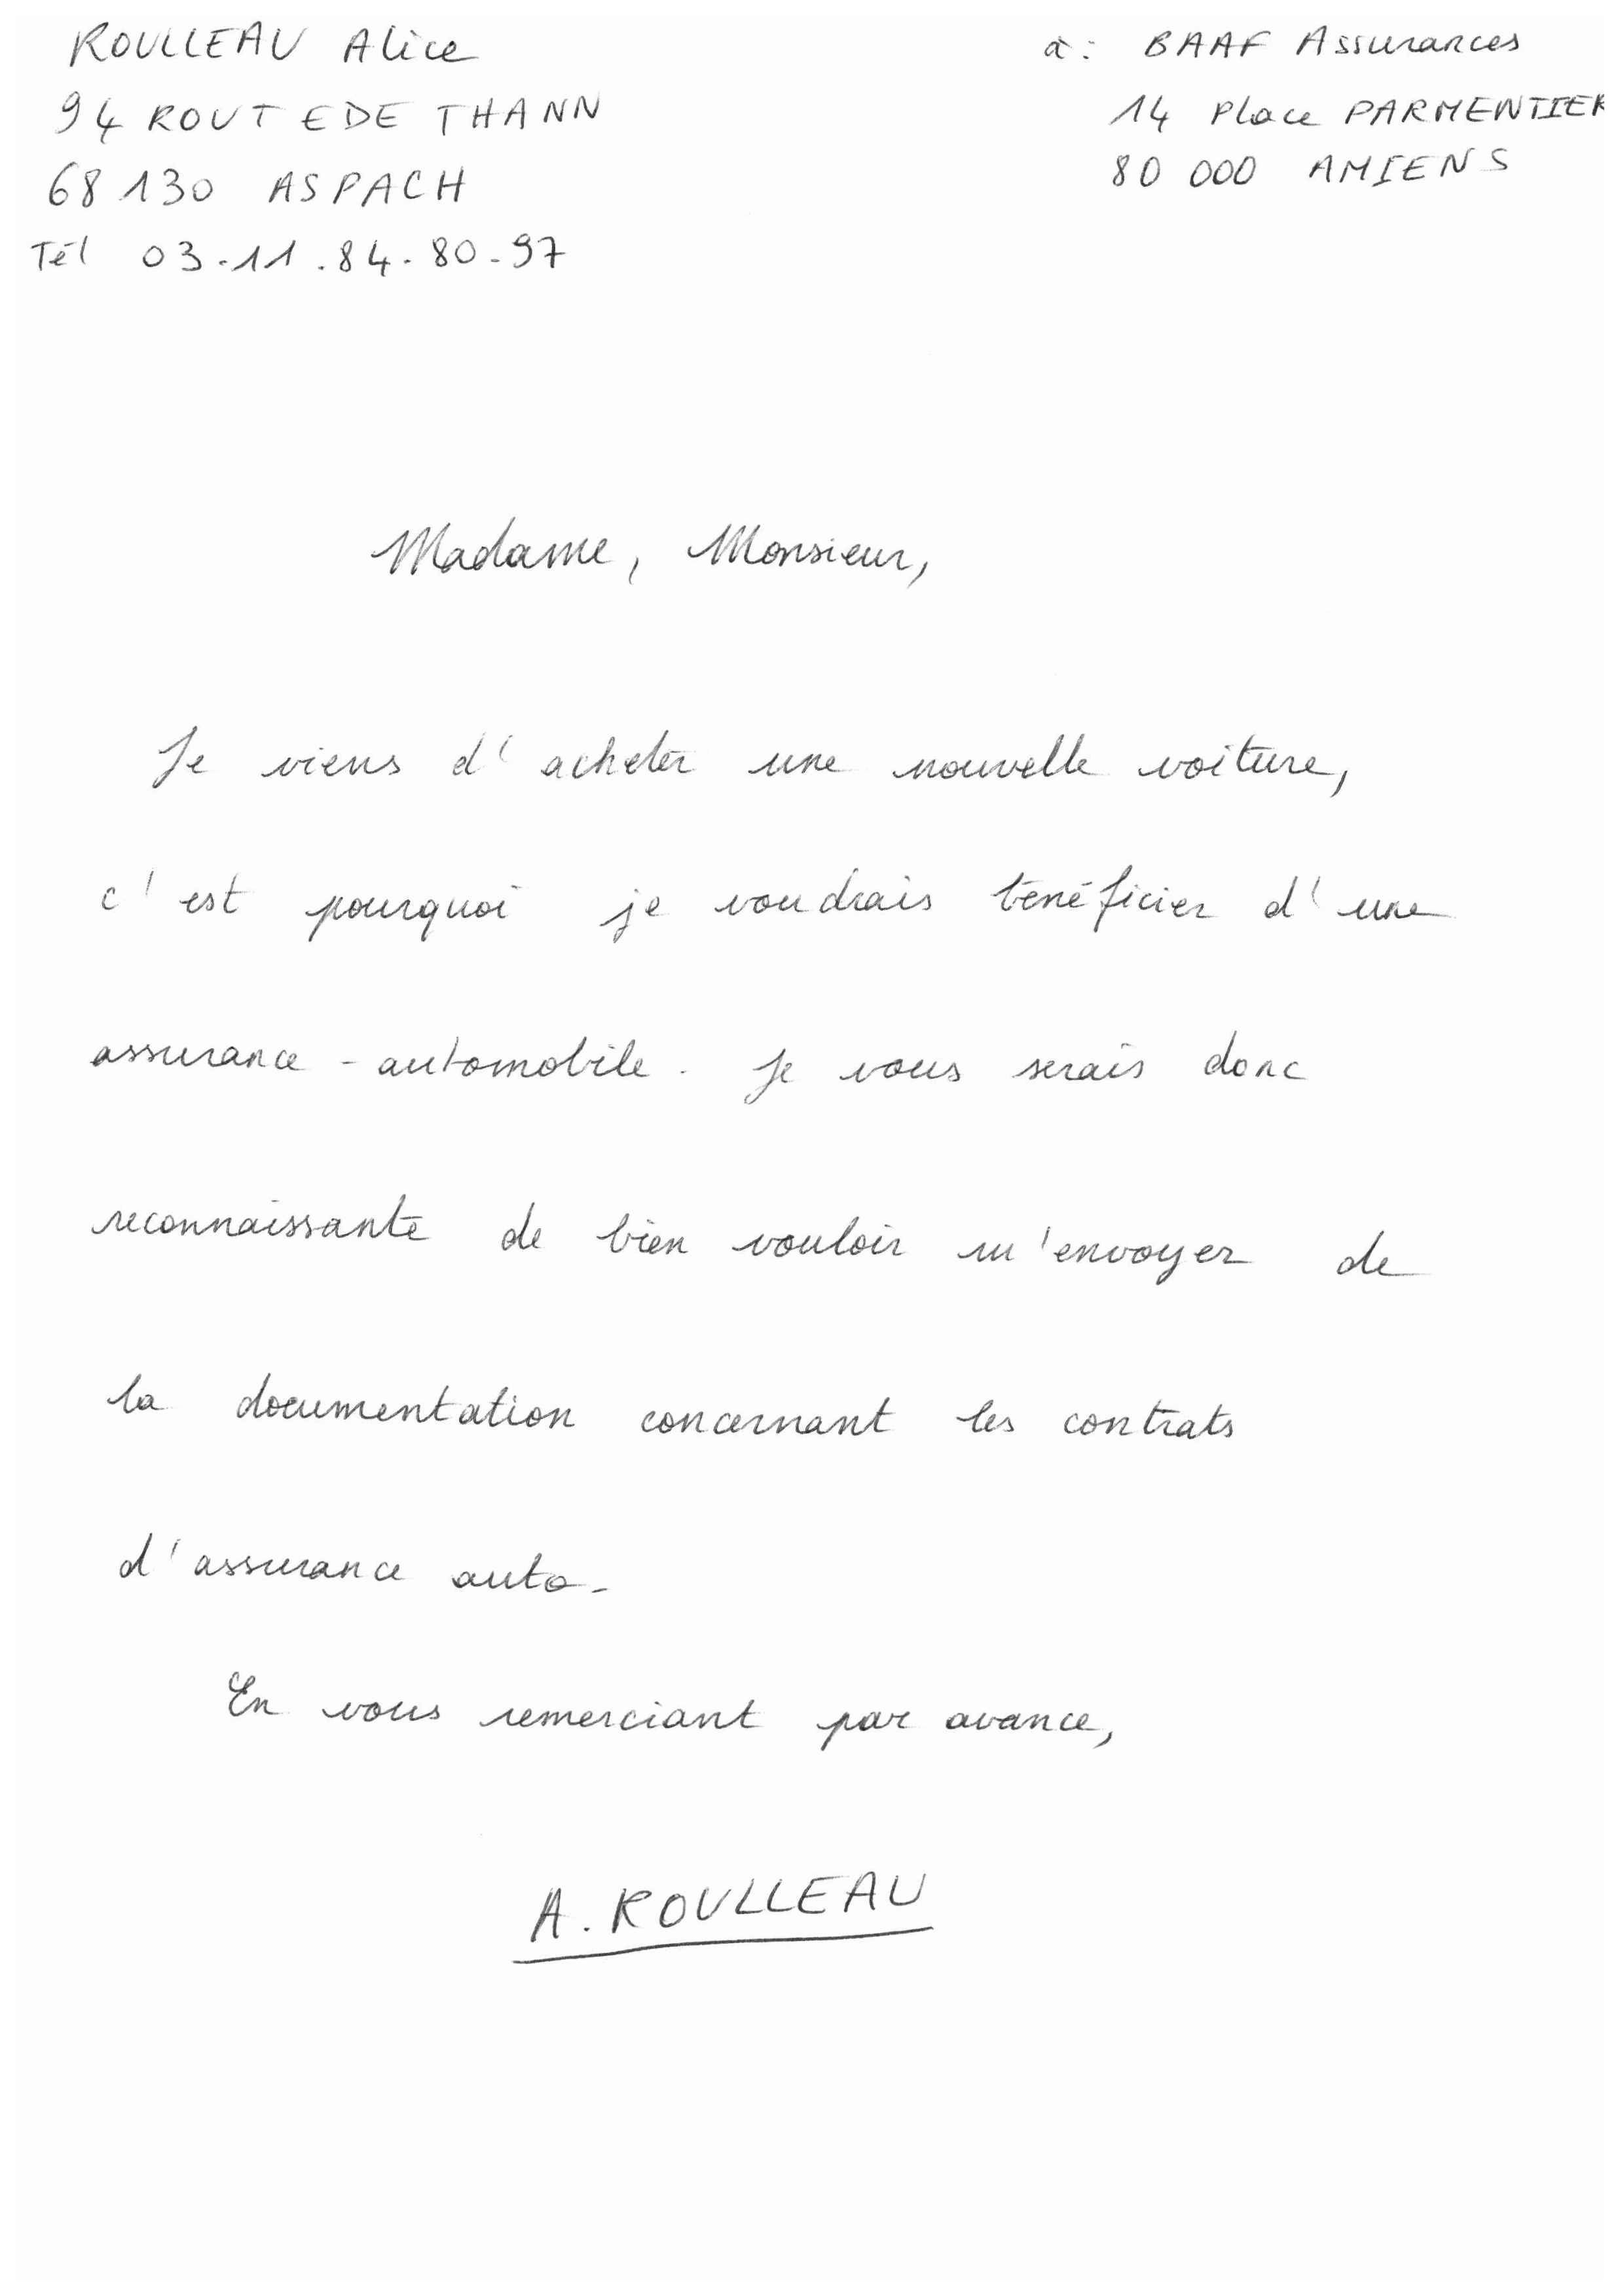 ROULLEAU Alice
94 ROUTEDE THANN
68 130 ASPACH
Tél 03.11.84.80.97
à: BAAF Assurances
14 Place PARMENTIER
80 000 AMIENS
Madame, Monsieur,
Je viens d'acheter une nouvelle voiture,
c'est pourquoi je voudrais bénéficier d'une
assurance-automobile. Je vous serais donc
reconnaissante de bien vouloir m'envoyer de
la documentation concernant les contrats
d'assurance auto.
En vous remerciant par avance,
A. ROULLEAU